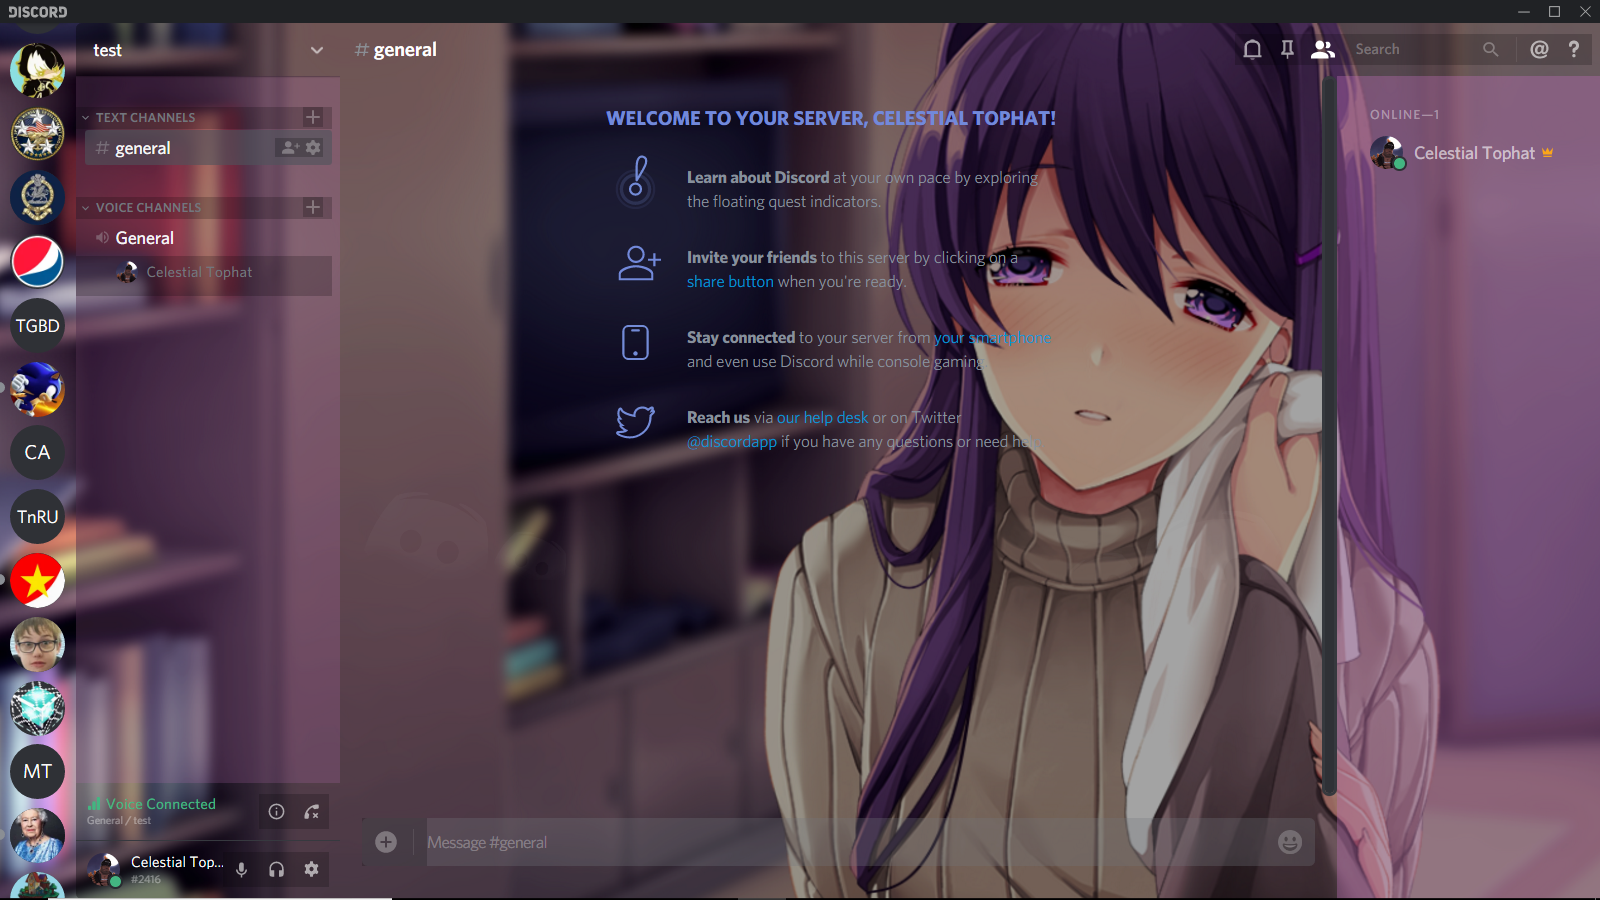 DISCORD
test
# general
Search
@ ?
TEXT CHANNELS
# general
VOICE CHANNELS
General
Celestial Tophat
TGBD
CA
TnRU
MT
Voice Connected
General / test
Celestial Top...
#2416
WELCOME TO YOUR SERVER, CELESTIAL TOPHAT!
Learn about Discord at your own pace by exploring
the floating quest indicators.
Invite your friends to this server by clicking on a
share button when you're ready.
Stay connected to your server from your smartphone
and even use Discord while console gaming.
Reach us via our help desk or on Twitter
@discordapp if you have any questions or need help.
Message #general
ONLINE—1
Celestial Tophat